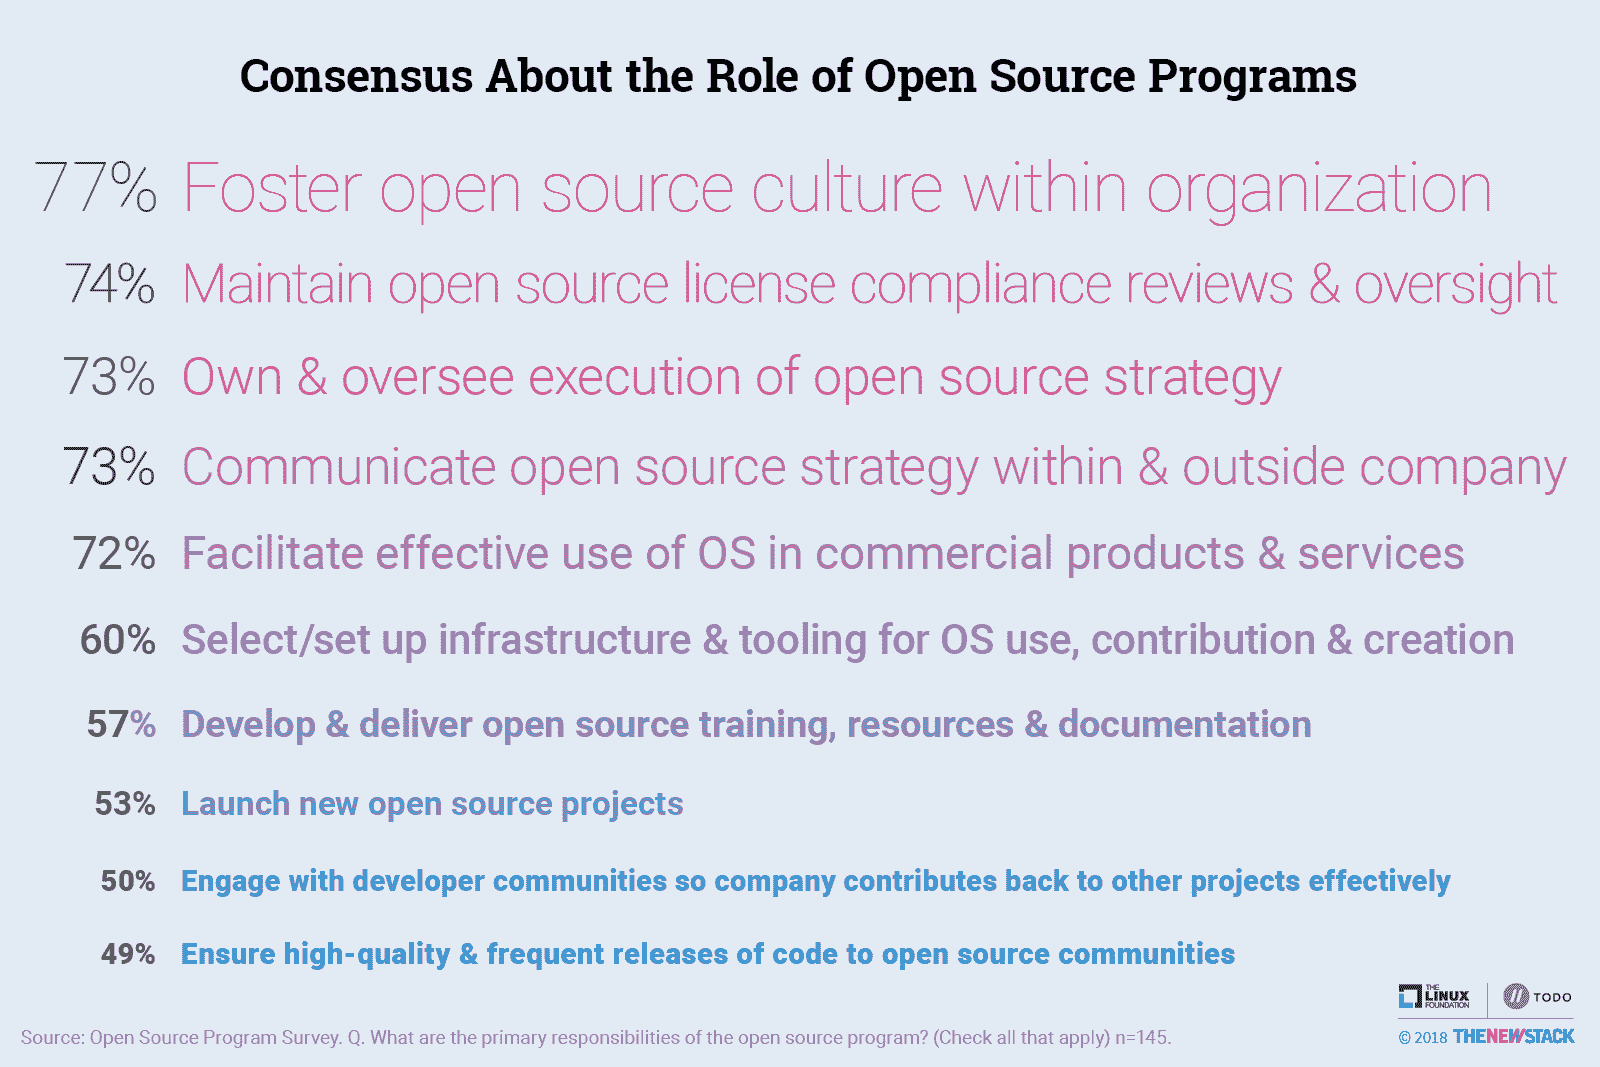 Consensus About the Role of Open Source Programs
77% Foster open source culture within organization
74% Maintain open source license compliance reviews & oversight
73% Own & oversee execution of open source strategy
73% Communicate open source strategy within & outside company
72% Facilitate effective use of OS in commercial products & services
60% Select/set up infrastructure & tooling for OS use, contribution & creation
57% Develop & deliver open source training, resources & documentation
53% Launch new open source projects
50% Engage with developer communities so company contributes back to other projects effectively
49% Ensure high-quality & frequent releases of code to open source communities
THE
LINUX
FOUNDATION
TODO
Source: Open Source Program Survey. Q. What are the primary responsibilities of the open source program? (Check all that apply) n=145.
© 2018 THENEWSTACK